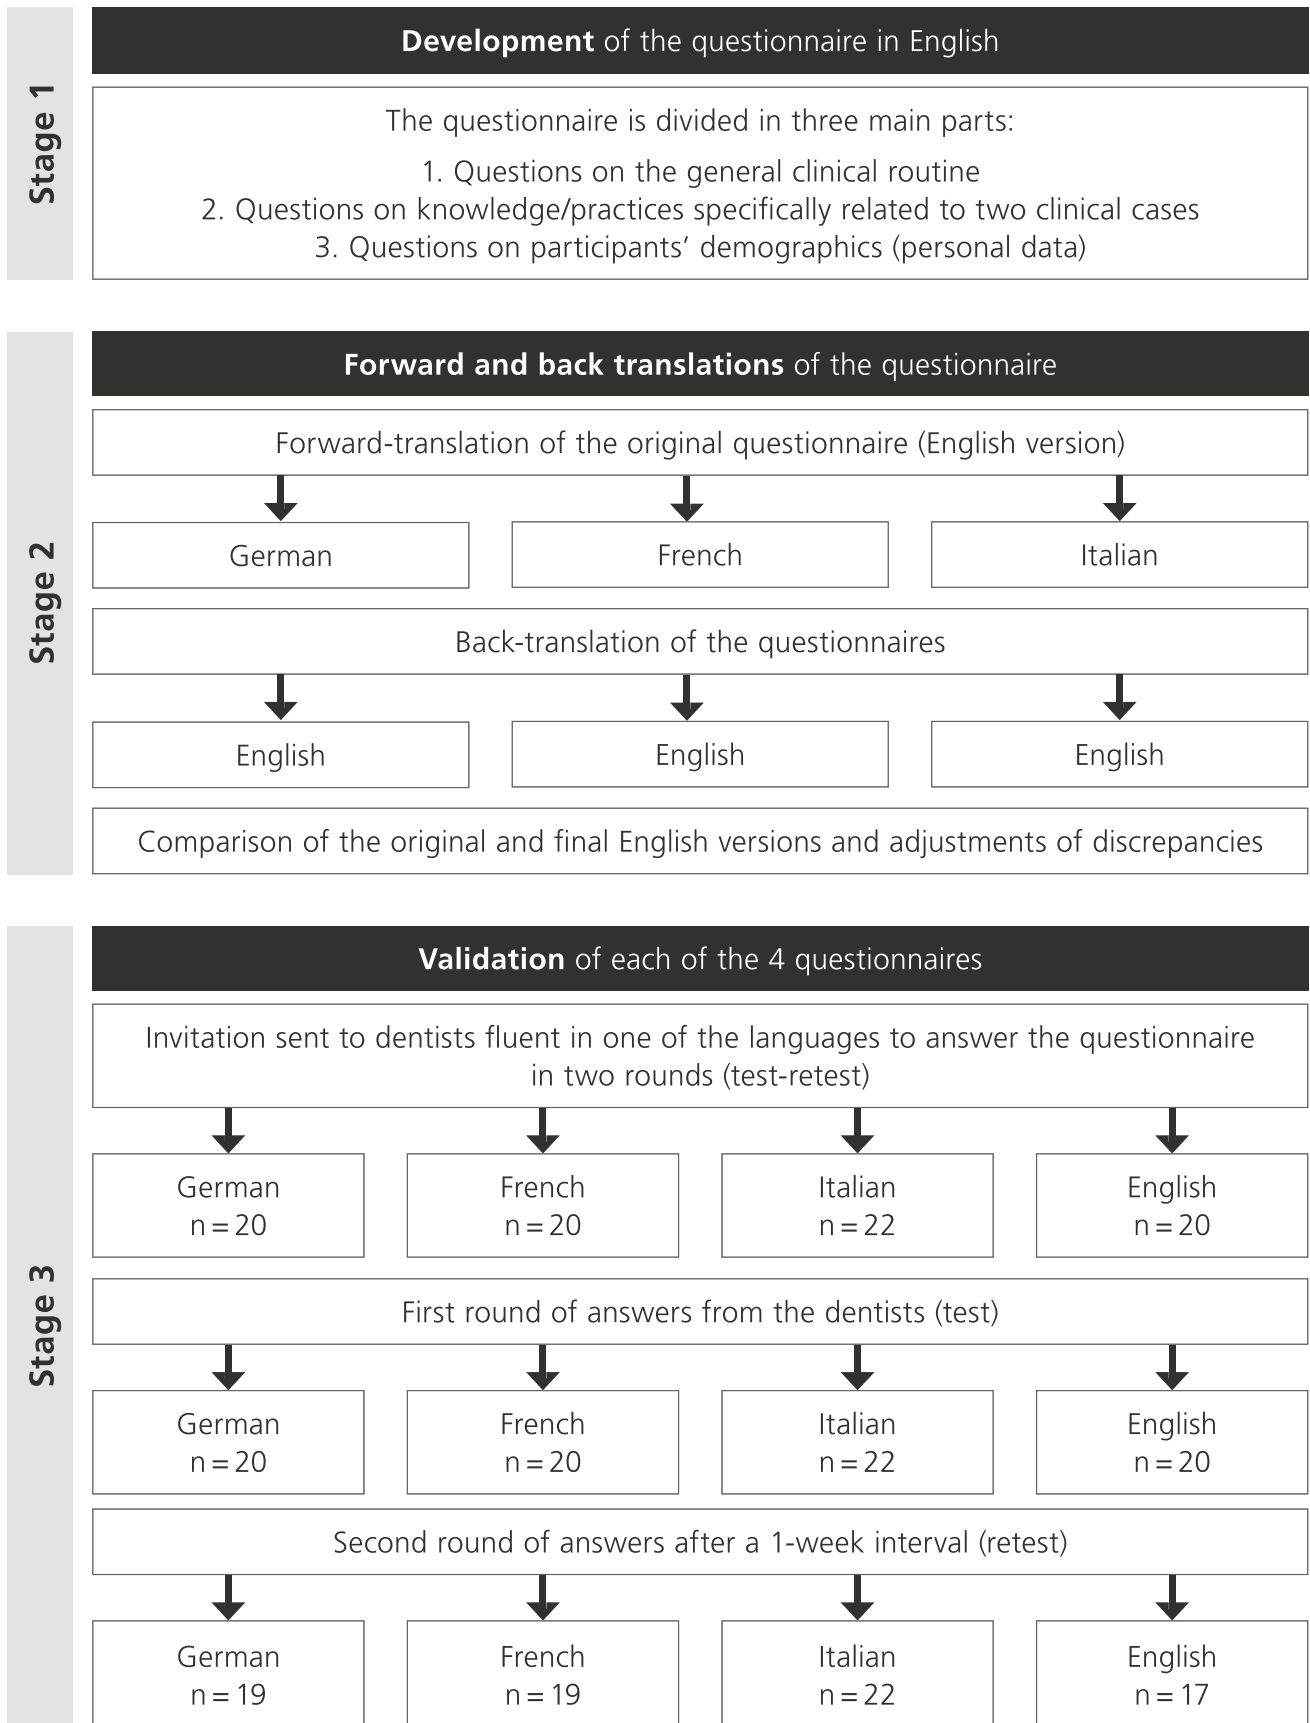 Stage 1
Development of the questionnaire in English
The questionnaire is divided in three main parts:
1. Questions on the general clinical routine
2. Questions on knowledge/practices specifically related to two clinical cases
3. Questions on participants’ demographics (personal data)
Stage 2
Forward and back translations of the questionnaire
Forward-translation of the original questionnaire (English version)
German
French
Italian
Back-translation of the questionnaires
English
English
English
Comparison of the original and final English versions and adjustments of discrepancies
Stage 3
Validation of each of the 4 questionnaires
Invitation sent to dentists fluent in one of the languages to answer the questionnaire
in two rounds (test-retest)
German
n = 20
French
n = 20
Italian
n = 22
English
n = 20
First round of answers from the dentists (test)
German
n = 20
French
n = 20
Italian
n = 22
English
n = 20
Second round of answers after a 1-week interval (retest)
German
n = 19
French
n = 19
Italian
n = 22
English
n = 17